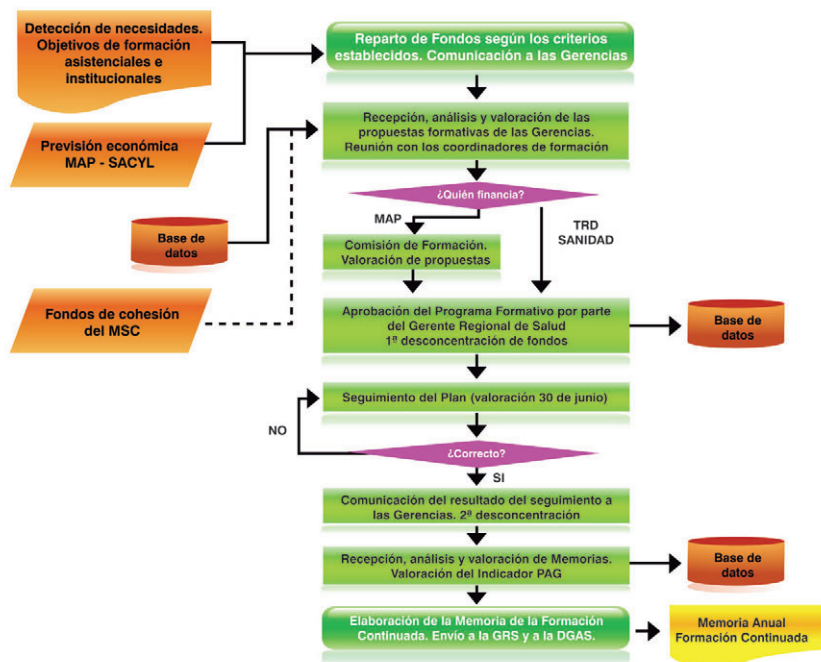 Detección de necesidades.
Objetivos de formación
asistenciales e
institucionales
Reparto de Fondos según los criterios
establecidos. Comunicación a las Gerencias
Previsión económica
MAP - SACYL
Recepción, análisis y valoración de las
propuestas formativas de las Gerencias.
Reunión con los coordinadores de formación
¿Quién financia?
MAP
TRD
SANIDAD
Base de
datos
Comisión de Formación.
Valoración de propuestas
Fondos de cohesión
del MSC
Aprobación del Programa Formativo por parte
del Gerente Regional de Salud
1ª desconcentración de fondos
Base de
datos
Seguimiento del Plan (valoración 30 de junio)
NO
¿Correcto?
SI
Comunicación del resultado del seguimiento a
las Gerencias. 2ª desconcentración
Recepción, análisis y valoración de Memorias.
Valoración del Indicador PAG
Base de
datos
Elaboración de la Memoria de la Formación
Continuada. Envío a la GRS y a la DGAS.
Memoria Anual
Formación Continuada